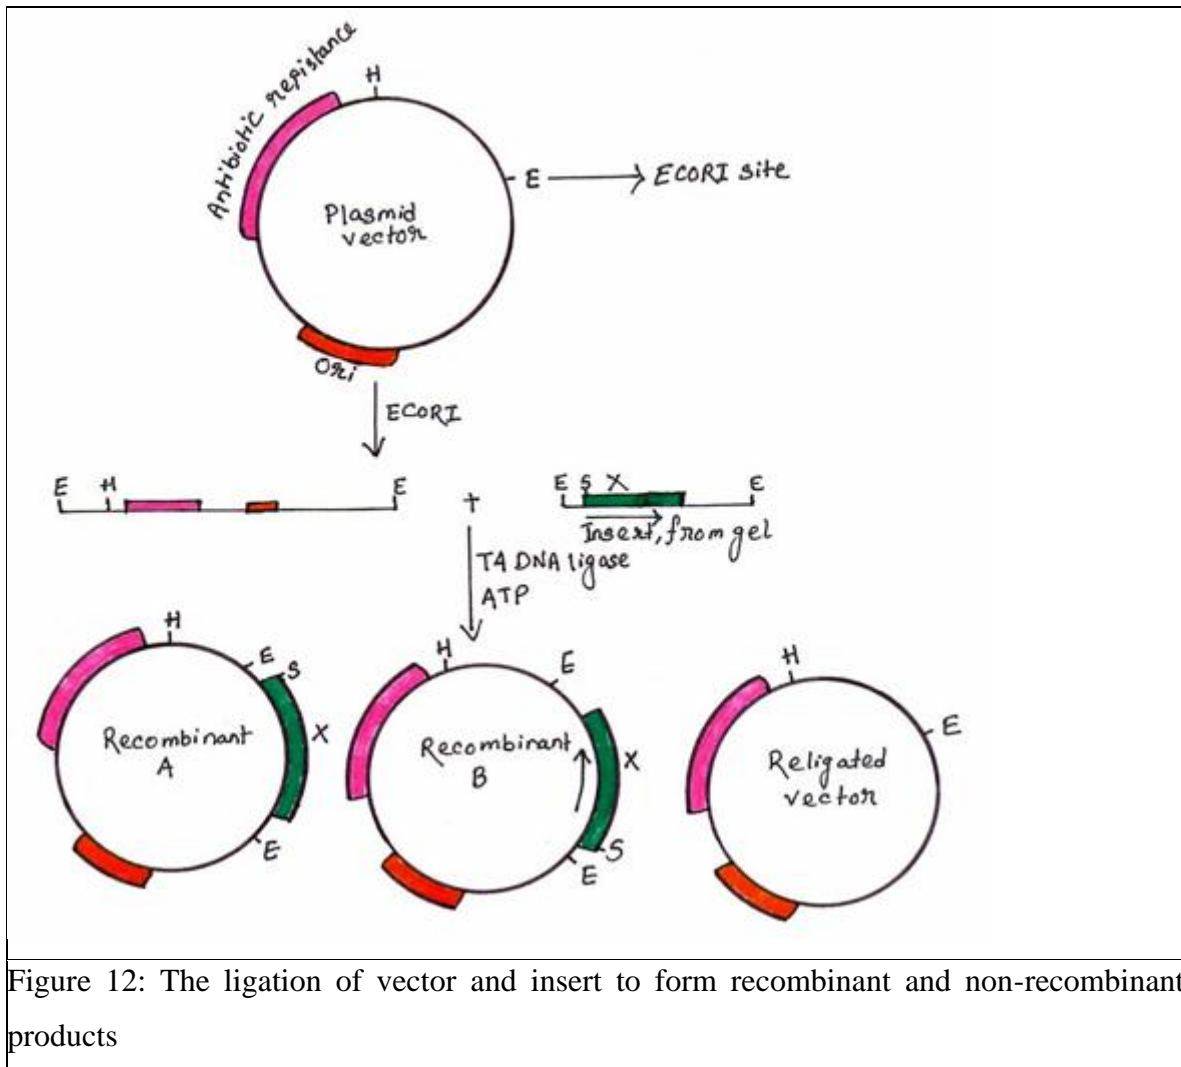 Antibiotic resistance
H
E → ECORI site
Plasmid
vector
Ori
ECORI
E H E + E S X E
Insert, from gel
T4 DNA ligase
ATP
H
E
S
X
E
Recombinant
A
H
E
X
S
E
Recombinant
B
H
E
Religated
vector
Figure 12: The ligation of vector and insert to form recombinant and non-recombinant
products